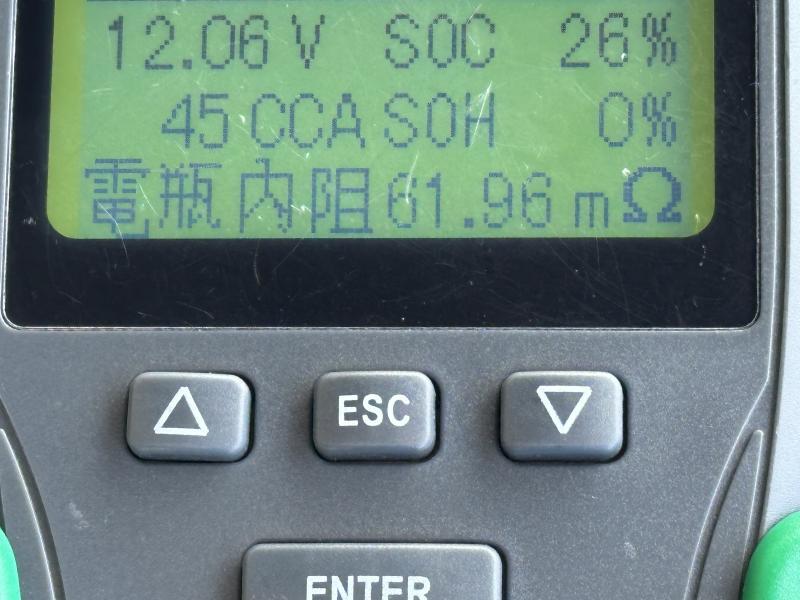 12.06 V SOC 26%
45 CCA SOH 0%
電瓶內阻 61.96 mΩ
△ ESC ▽
ENTER